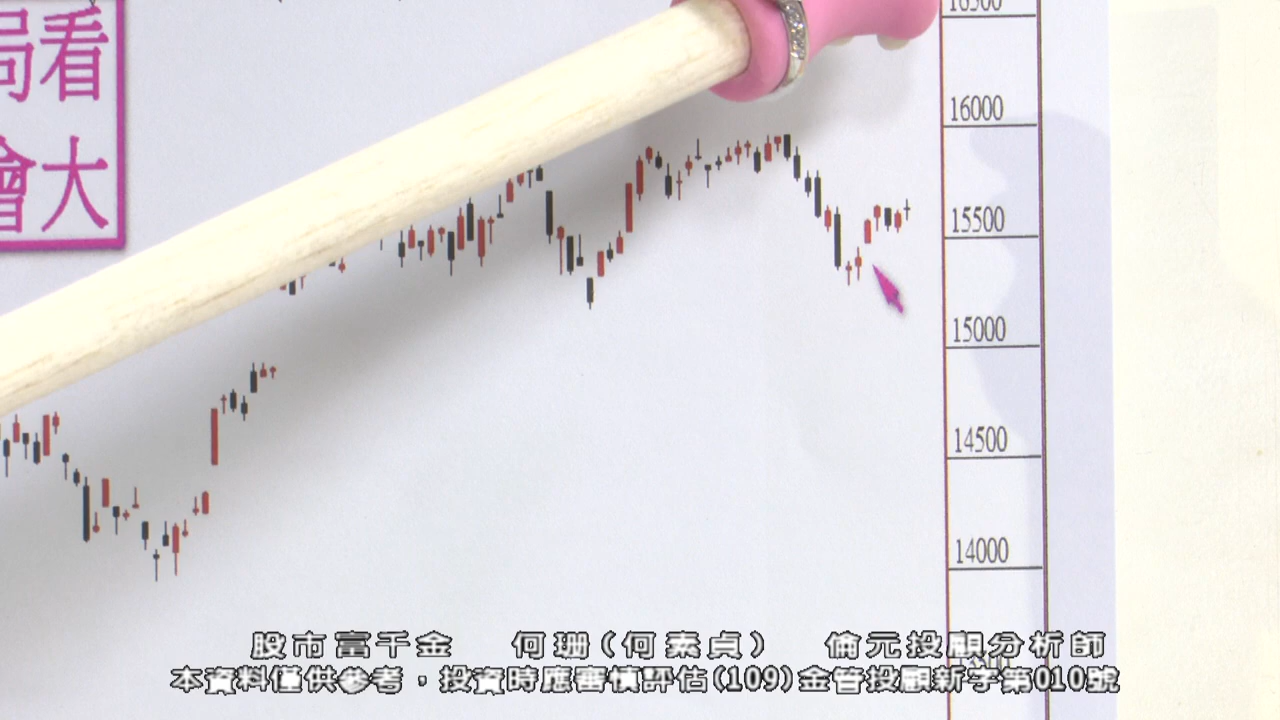 看
局
大
會
16500
16000
15500
15000
14500
14000
股市富千金 何珊(何素貞) 倫元投顧分析師
本資料僅供參考,投資時應審慎評估(109)金管投顧新字第010號